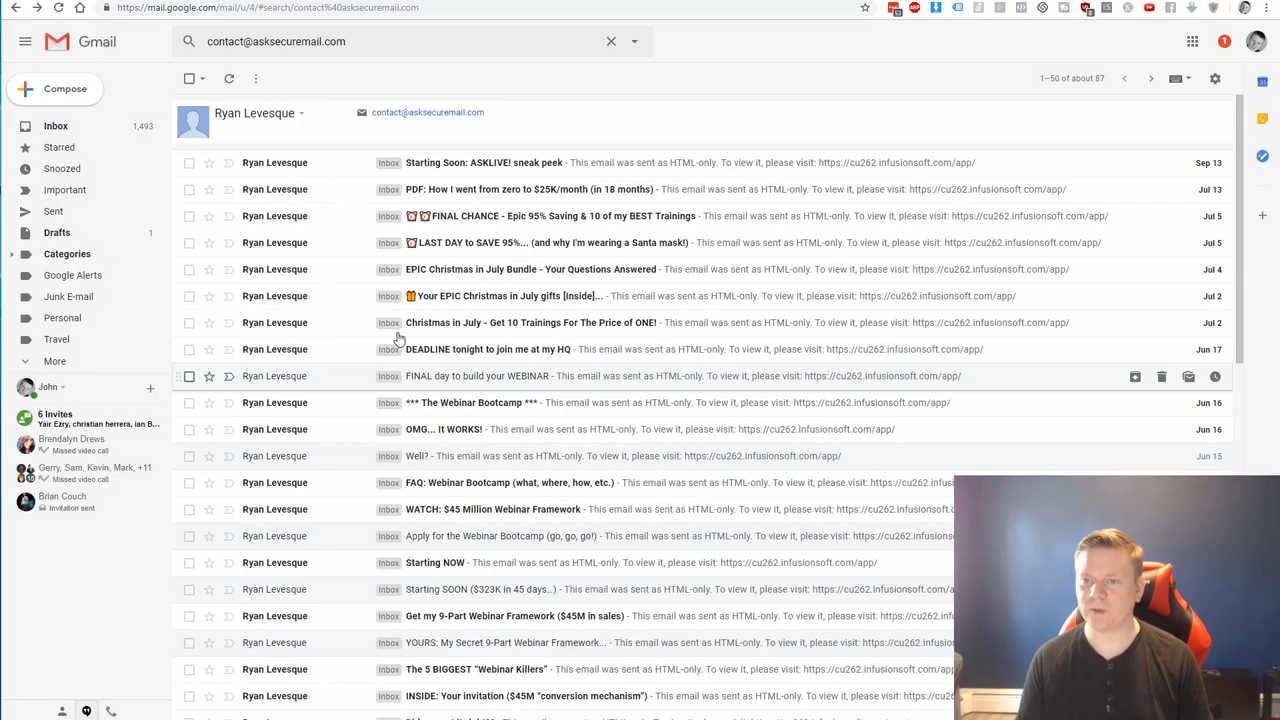 https://mail.google.com/mail/u/4/#search/contact%40asksecuremail.com
53
8
Gmail
contact@asksecuremail.com
1
Compose
1–50 of about 87
Inbox 1,493
Starred
Snoozed
Important
Sent
Drafts 1
Categories
Google Alerts
Junk E-mail
Personal
Travel
More
John
6 Invites
Yair Ezry, christian herrera, ian B...
Brendalyn Drews
Missed video call
Gerry, Sam, Kevin, Mark, +11
Missed video call
Brian Couch
Invitation sent
Ryan Levesque contact@asksecuremail.com
Ryan Levesque Inbox Starting Soon: ASKLIVE! sneak peek - This email was sent as HTML-only. To view it, please visit: https://cu262.infusionsoft.com/app/ Sep 13
Ryan Levesque Inbox PDF: How I went from zero to $25K/month (in 18 months) - This email was sent as HTML-only. To view it, please visit: https://cu262.infusionsoft.com/app/ Jul 13
Ryan Levesque Inbox ⏰⏰FINAL CHANCE - Epic 95% Saving & 10 of my BEST Trainings - This email was sent as HTML-only. To view it, please visit: https://cu262.infusionsoft.com/app/ Jul 5
Ryan Levesque Inbox ⏰LAST DAY to SAVE 95%... (and why I'm wearing a Santa mask!) - This email was sent as HTML-only. To view it, please visit: https://cu262.infusionsoft.com/app/ Jul 5
Ryan Levesque Inbox EPIC Christmas in July Bundle - Your Questions Answered - This email was sent as HTML-only. To view it, please visit: https://cu262.infusionsoft.com/app/ Jul 4
Ryan Levesque Inbox 🎁Your EPIC Christmas in July gifts [Inside]... - This email was sent as HTML-only. To view it, please visit: https://cu262.infusionsoft.com/app/ Jul 2
Ryan Levesque Inbox Christmas in July - Get 10 Trainings For The Price of ONE! - This email was sent as HTML-only. To view it, please visit: https://cu262.infusionsoft.com/app/ Jul 2
Ryan Levesque Inbox DEADLINE tonight to join me at my HQ - This email was sent as HTML-only. To view it, please visit: https://cu262.infusionsoft.com/app/ Jun 17
Ryan Levesque Inbox FINAL day to build your WEBINAR - This email was sent as HTML-only. To view it, please visit: https://cu262.infusionsoft.com/app/
Ryan Levesque Inbox *** The Webinar Bootcamp *** - This email was sent as HTML-only. To view it, please visit: https://cu262.infusionsoft.com/app/ Jun 16
Ryan Levesque Inbox OMG... It WORKS! - This email was sent as HTML-only. To view it, please visit: https://cu262.infusionsoft.com/app/ Jun 16
Ryan Levesque Inbox Well? - This email was sent as HTML-only. To view it, please visit: https://cu262.infusionsoft.com/app/ Jun 15
Ryan Levesque Inbox FAQ: Webinar Bootcamp (what, where, how, etc.) - This email was sent as HTML-only. To view it, please visit: https://cu262.infus
Ryan Levesque Inbox WATCH: $45 Million Webinar Framework - This email was sent as HTML-only. To view it, please visit: https://cu262.infusionsof
Ryan Levesque Inbox Apply for the Webinar Bootcamp (go, go, go!) - This email was sent as HTML-only. To view it, please visit: https://cu262.infusio
Ryan Levesque Inbox Starting NOW - This email was sent as HTML-only. To view it, please visit: https://cu262.infusionsoft.com/app/
Ryan Levesque Inbox Starting SOON ($323K in 45 days...) - This email was sent as HTML-only. To view it, please visit: https://cu262.infusionsoft.co
Ryan Levesque Inbox Get my 9-Part Webinar Framework ($45M in sales) - This email was sent as HTML-only. To view it, please visit: https://cu262.in
Ryan Levesque Inbox YOURS: My Secret 9-Part Webinar Framework... - This email was sent as HTML-only. To view it, please visit: https://cu262.infus
Ryan Levesque Inbox The 5 BIGGEST “Webinar Killers” - This email was sent as HTML-only. To view it, please visit: https://cu262.infusionsoft.com/
Ryan Levesque Inbox INSIDE: Your invitation ($45M “conversion mechanism”) - This email was sent as HTML-only. To view it, please visit: https://cu